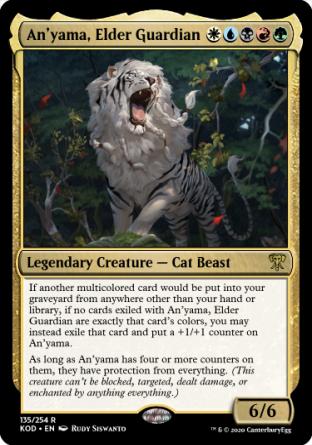 An'yama, Elder Guardian
Legendary Creature — Cat Beast
If another multicolored card would be put into your
graveyard from anywhere other than your hand or
library, if no cards exiled with An'yama, Elder
Guardian are exactly that card's colors, you may
instead exile that card and put a +1/+1 counter on
An'yama.
As long as An'yama has four or more counters on
them, they have protection from everything. (This
creature can't be blocked, targeted, dealt damage, or
enchanted by anything everything.)
6/6
135/254 R
KOD • EN Rudy Siswanto
™ & © 2020 CanterburyEgg